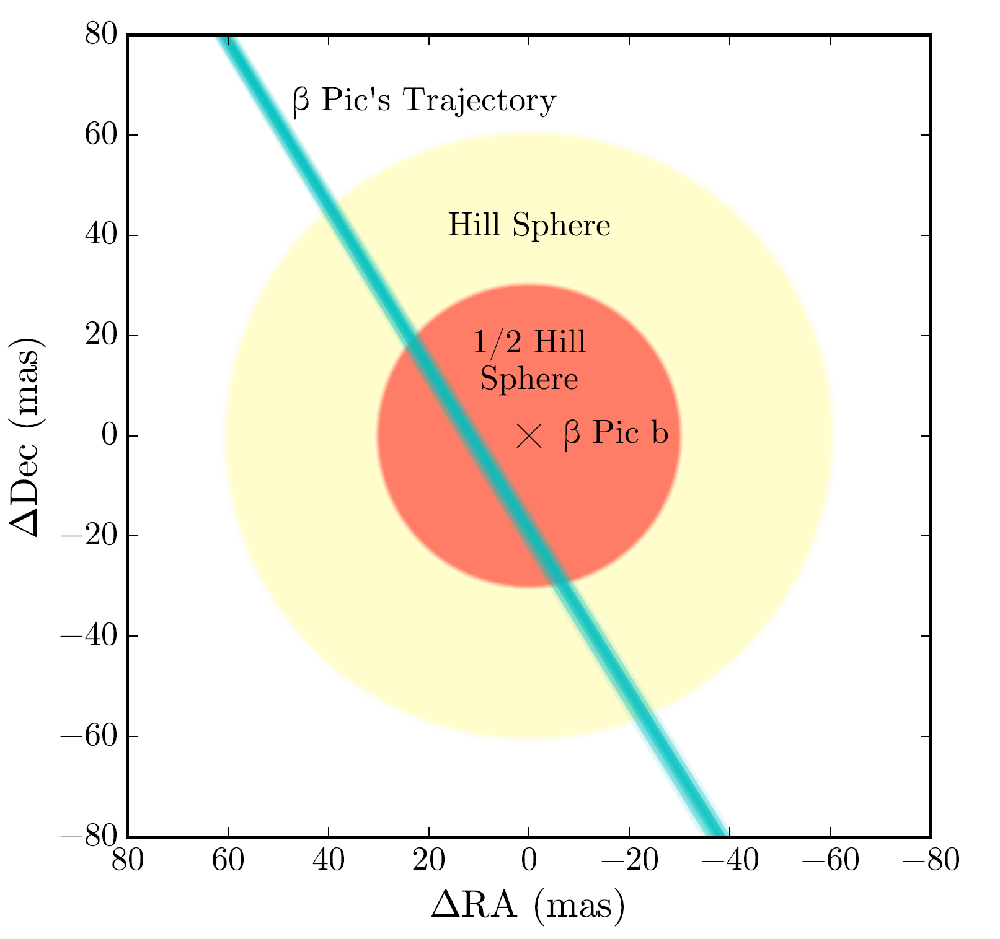 β Pic's Trajectory
Hill Sphere
1/2 Hill
Sphere
β Pic b
80
60
40
20
0
−20
−40
−60
−80
ΔDec (mas)
80 60 40 20 0 −20 −40 −60 −80
ΔRA (mas)